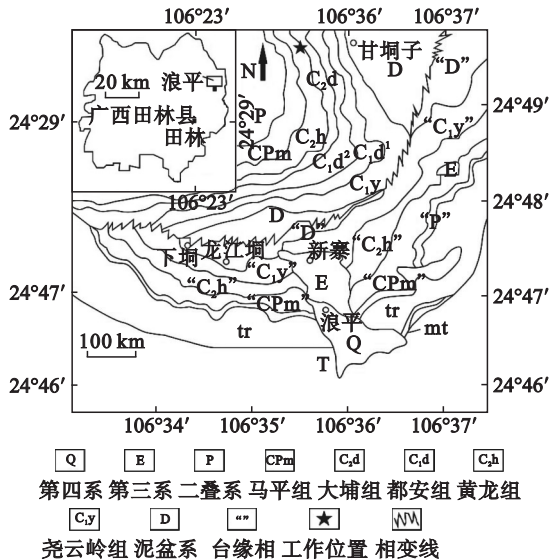 106°23′ 106°36′ 106°37′
甘垌子
20 km 浪平
N
C₂d
D
“D”
广西田林县
田林
24°29′
24°29′
24°49′
P
C₂h
C₁d²
C₁d¹
“C₁y”
CPm
C₁y
E
106°23′
24°48′
D
“D”
“P”
下垌 龙江垌
新寨
“C₂h”
“C₁y”
24°47′
“C₂h”
E
“CPm”
24°47′
“CPm”
浪平
tr
tr
mt
Q
100 km
T
24°46′
24°46′
106°34′ 106°35′ 106°36′ 106°37′
Q E P CPm C₂d C₁d C₂h
第四系 第三系 二叠系 马平组 大埔组 都安组 黄龙组
C₁y D “”
尧云岭组 泥盆系 台缘相 工作位置 相变线